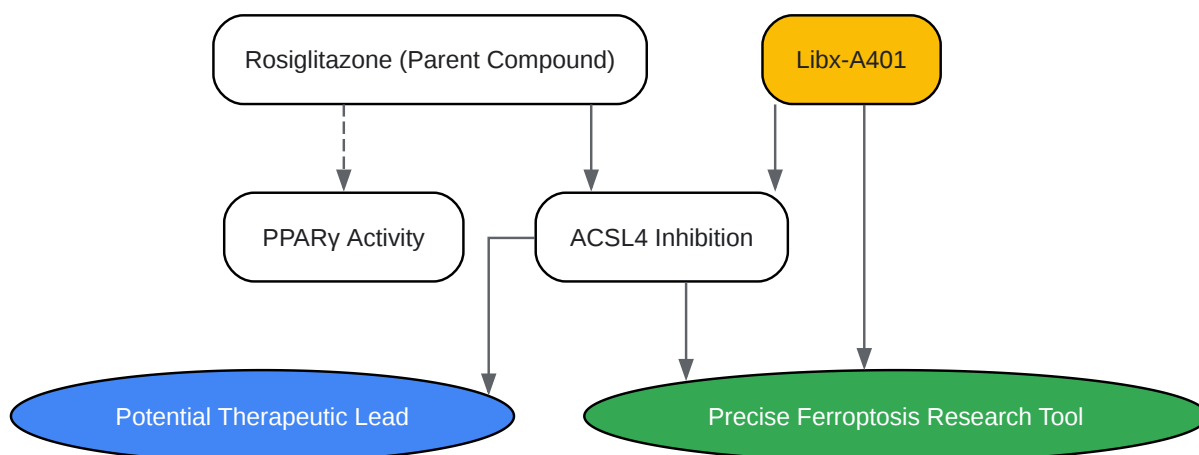 Rosiglitazone (Parent Compound)
Libx-A401
PPARγ Activity
ACSL4 Inhibition
Potential Therapeutic Lead
Precise Ferroptosis Research Tool